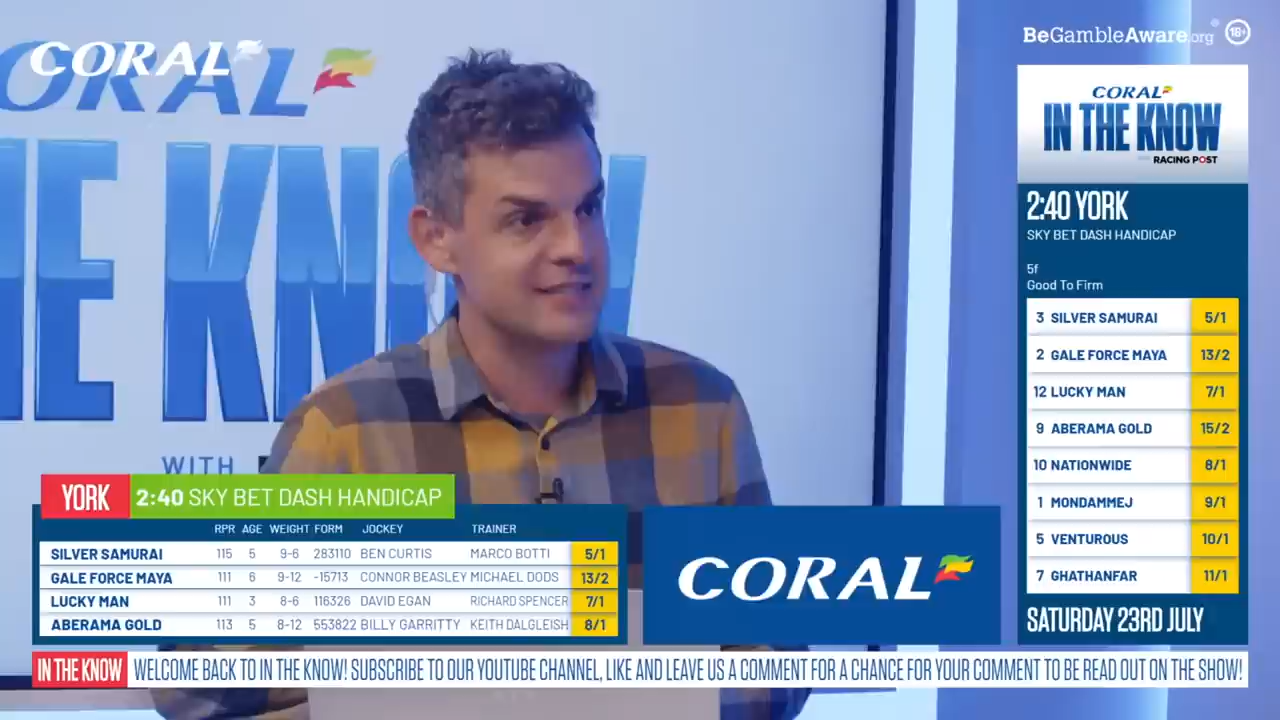 CORAL
CORAL
THE KNOW
WITH
BeGambleAware.org® 18+
CORAL
IN THE KNOW
RACING POST
2:40 YORK
SKY BET DASH HANDICAP
5f
Good To Firm
3 SILVER SAMURAI 5/1
2 GALE FORCE MAYA 13/2
12 LUCKY MAN 7/1
9 ABERAMA GOLD 15/2
10 NATIONWIDE 8/1
1 MONDAMMEJ 9/1
5 VENTUROUS 10/1
7 GHATHANFAR 11/1
SATURDAY 23RD JULY
YORK 2:40 SKY BET DASH HANDICAP
RPR AGE WEIGHT FORM JOCKEY TRAINER
SILVER SAMURAI 115 5 9-6 283110 BEN CURTIS MARCO BOTTI 5/1
GALE FORCE MAYA 111 6 9-12 -15713 CONNOR BEASLEY MICHAEL DODS 13/2
LUCKY MAN 111 3 8-6 116326 DAVID EGAN RICHARD SPENCER 7/1
ABERAMA GOLD 113 5 8-12 553822 BILLY GARRITTY KEITH DALGLEISH 8/1
CORAL
IN THE KNOW WELCOME BACK TO IN THE KNOW! SUBSCRIBE TO OUR YOUTUBE CHANNEL, LIKE AND LEAVE US A COMMENT FOR A CHANCE FOR YOUR COMMENT TO BE READ OUT ON THE SHOW!